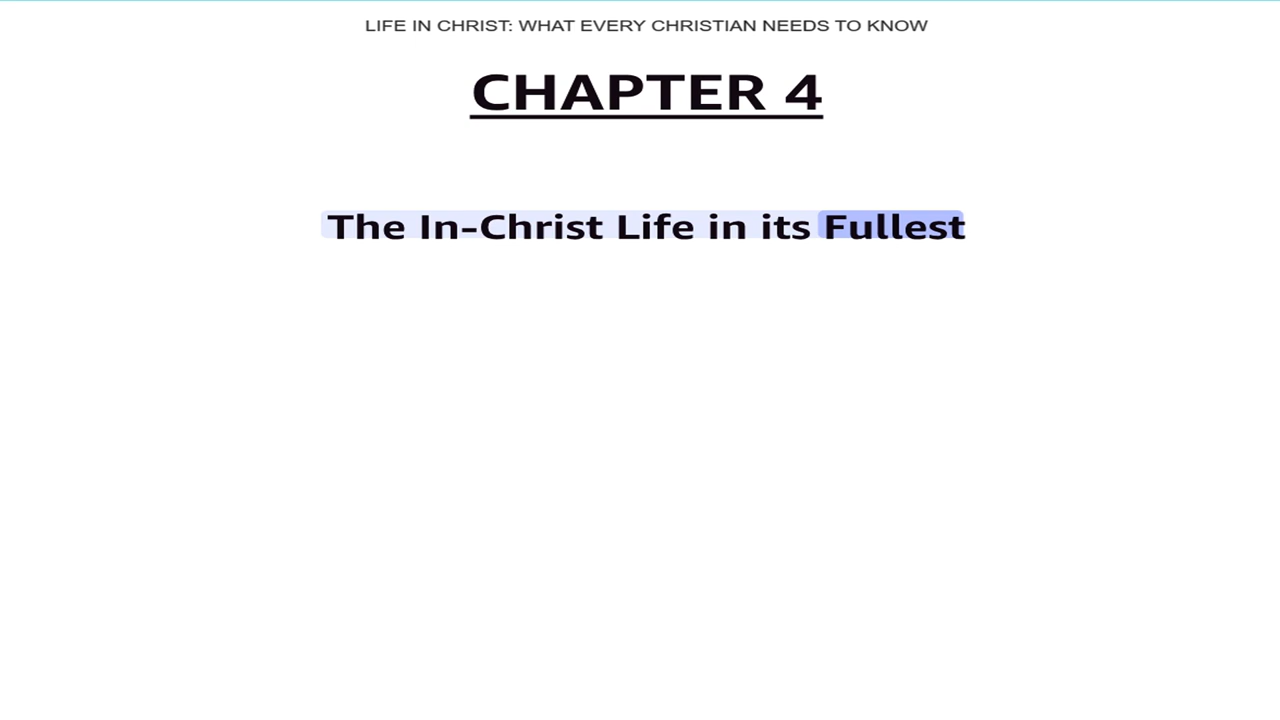 LIFE IN CHRIST: WHAT EVERY CHRISTIAN NEEDS TO KNOW
CHAPTER 4
The In-Christ Life in its Fullest